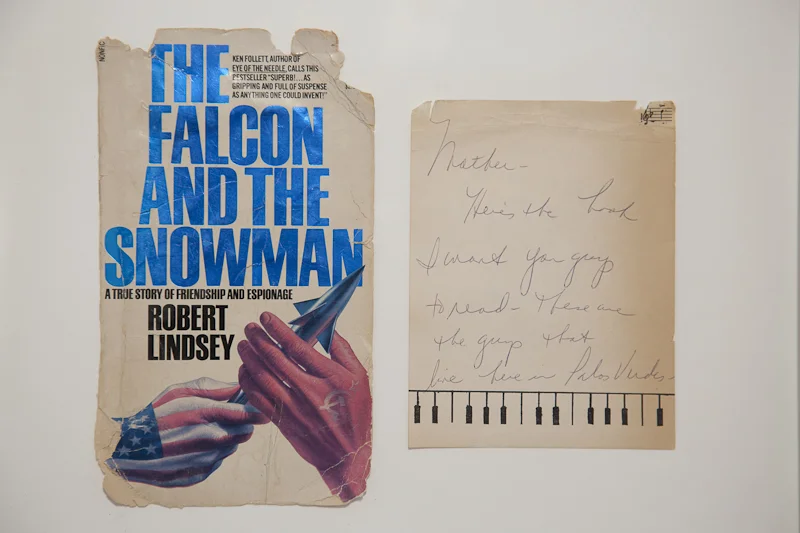 NONFIC
THE
FALCON
AND THE
SNOWMAN
KEN FOLLETT, AUTHOR OF
EYE OF THE NEEDLE, CALLS THIS
BESTSELLER "SUPERB!...AS
GRIPPING AND FULL OF SUSPENSE
AS ANYTHING ONE COULD INVENT!"
A TRUE STORY OF FRIENDSHIP AND ESPIONAGE
ROBERT
LINDSEY
Mother -
Here's the book
I want you guys
to read - These are
the guys that
live here in Palos Verdes -